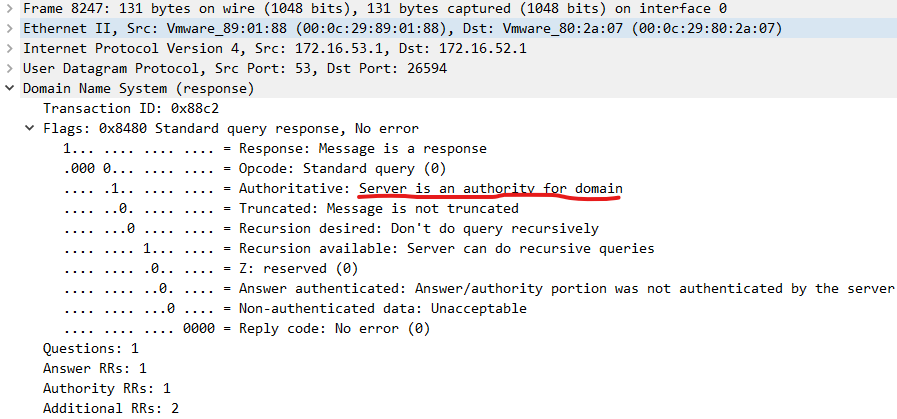 Frame 8247: 131 bytes on wire (1048 bits), 131 bytes captured (1048 bits) on interface 0
Ethernet II, Src: Vmware_89:01:88 (00:0c:29:89:01:88), Dst: Vmware_80:2a:07 (00:0c:29:80:2a:07)
Internet Protocol Version 4, Src: 172.16.53.1, Dst: 172.16.52.1
User Datagram Protocol, Src Port: 53, Dst Port: 26594
Domain Name System (response)
Transaction ID: 0x88c2
Flags: 0x8480 Standard query response, No error
1... .... .... .... = Response: Message is a response
.000 0... .... .... = Opcode: Standard query (0)
.... .1.. .... .... = Authoritative: Server is an authority for domain
.... ..0. .... .... = Truncated: Message is not truncated
.... ...0 .... .... = Recursion desired: Don't do query recursively
.... .... 1... .... = Recursion available: Server can do recursive queries
.... .... .0.. .... = Z: reserved (0)
.... .... ..0. .... = Answer authenticated: Answer/authority portion was not authenticated by the server
.... .... ...0 .... = Non-authenticated data: Unacceptable
.... .... .... 0000 = Reply code: No error (0)
Questions: 1
Answer RRs: 1
Authority RRs: 1
Additional RRs: 2